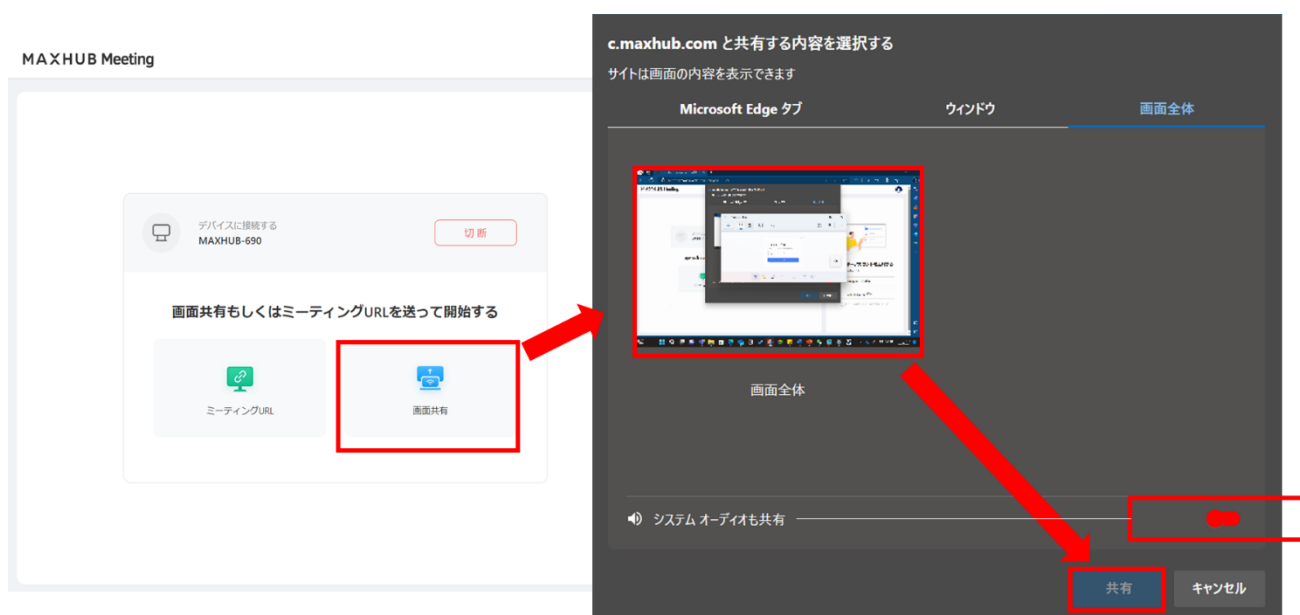 MAXHUB Meeting
デバイスに接続する
MAXHUB-690
切断
画面共有もしくはミーティングURLを送って開始する
ミーティングURL
画面共有
c.maxhub.com と共有する内容を選択する
サイトは画面の内容を表示できます
Microsoft Edge タブ
ウィンドウ
画面全体
画面全体
システム オーディオも共有
共有
キャンセル